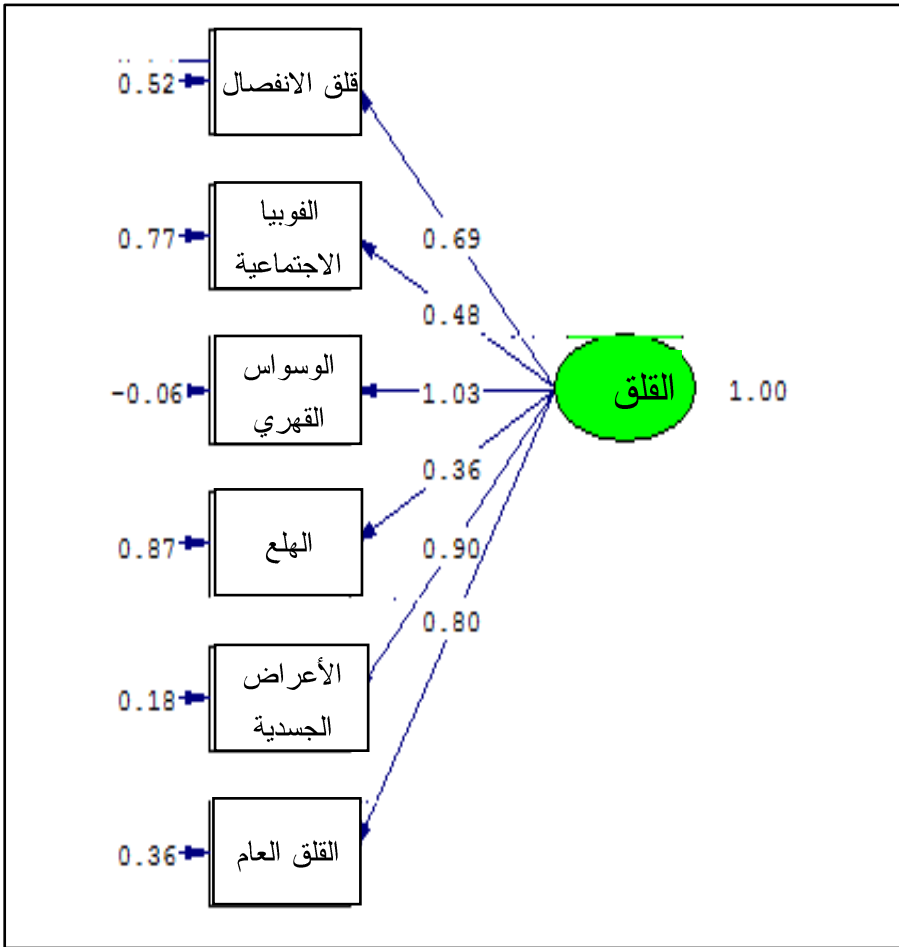 0.52
قلق الانفصال
0.69
0.77
الفوبيا
الاجتماعية
0.48
-0.06
الوسواس
القهري
1.03
القلق
1.00
0.36
0.87
الهلع
0.90
0.80
0.18
الأعراض
الجسدية
0.36
القلق العام